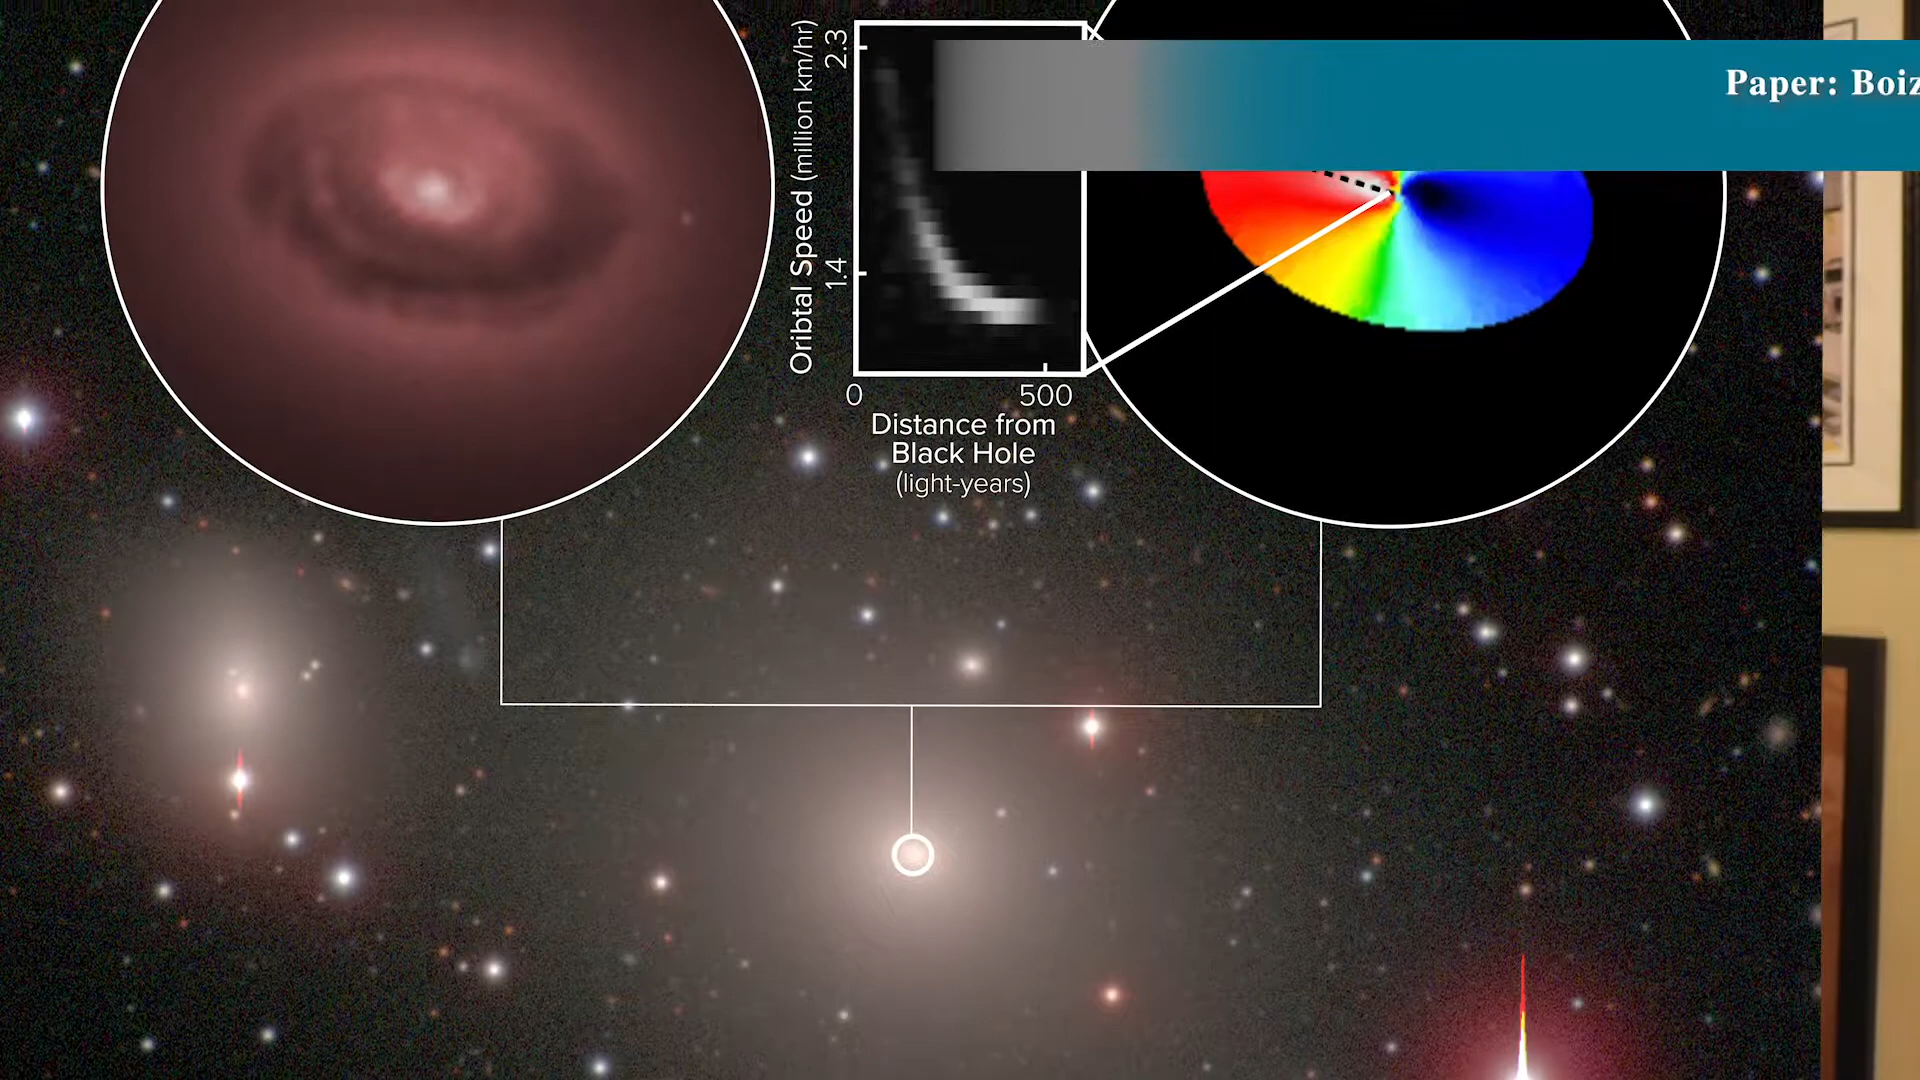 Paper: Boiz
Oribtal Speed (million km/hr)
2.3
1.4
0
500
Distance from
Black Hole
(light-years)